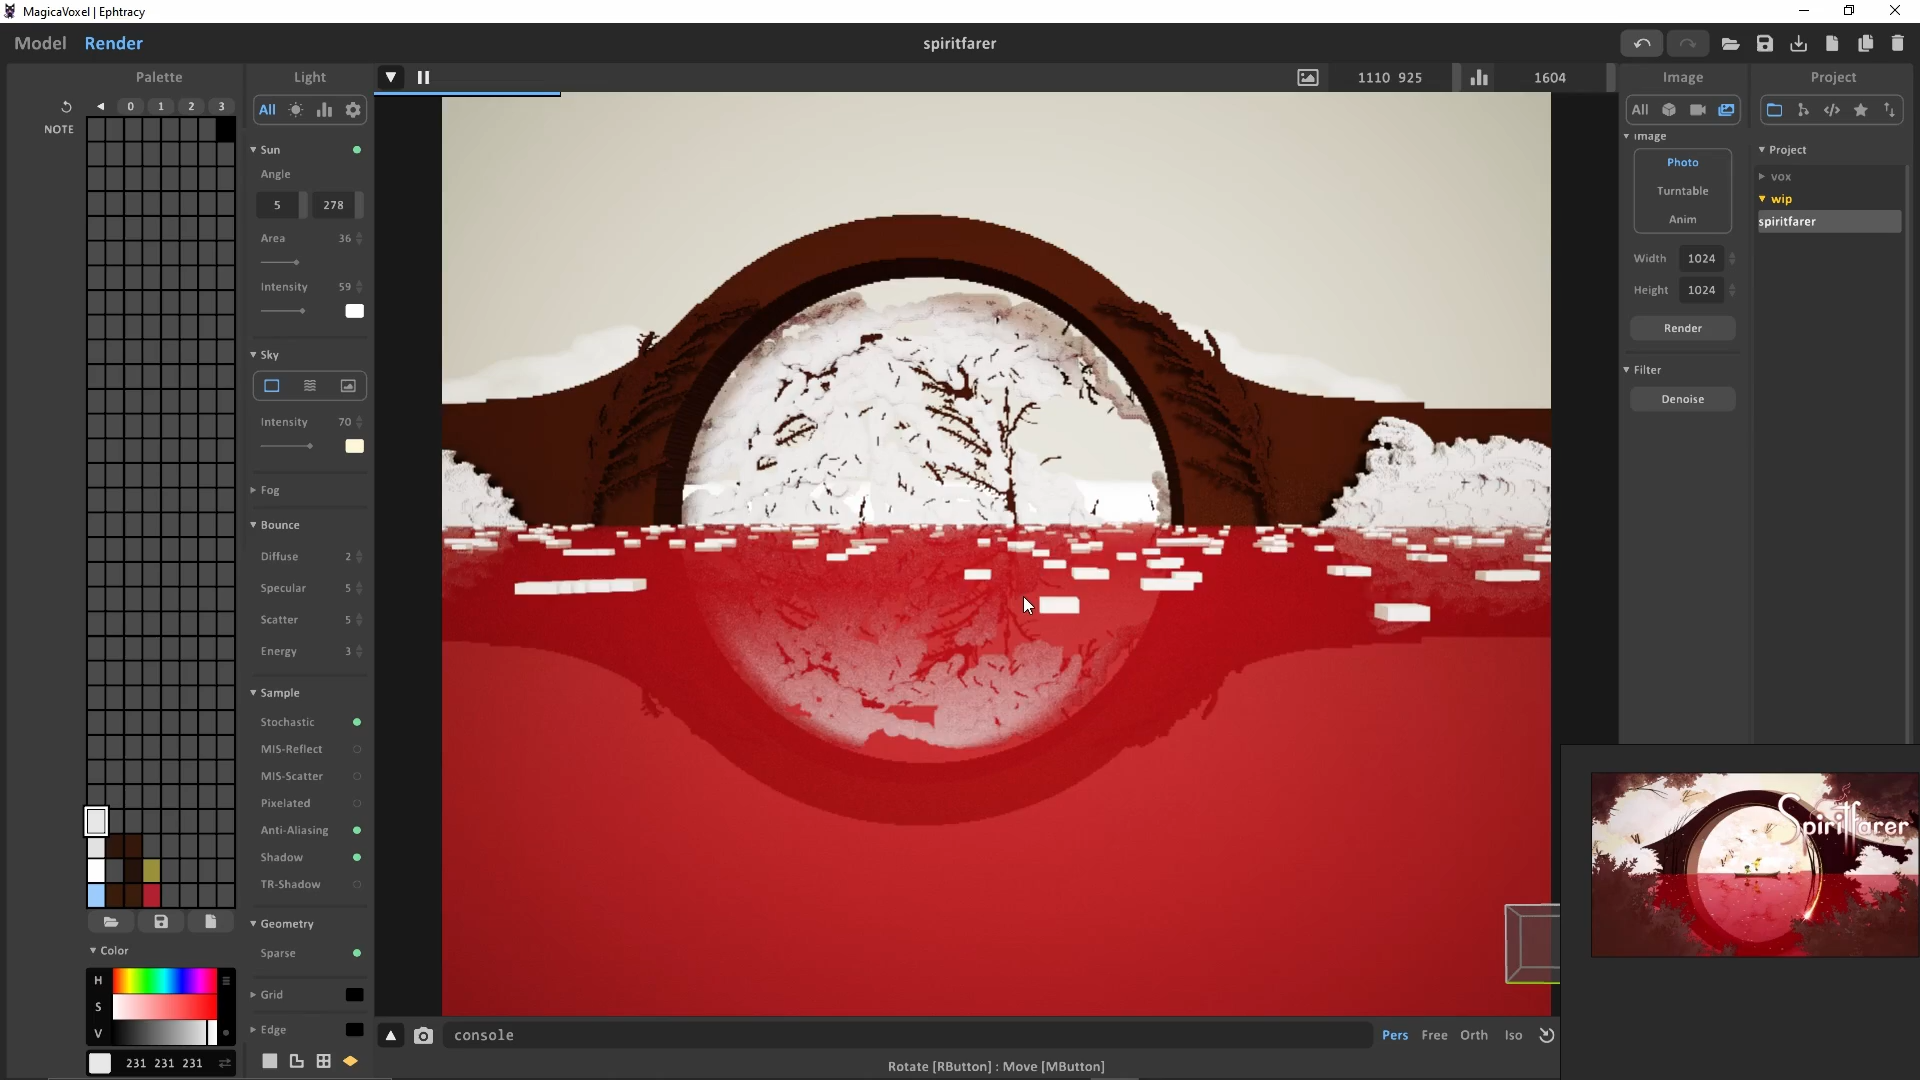 MagicaVoxel | Ephtracy
Model Render
spiritfarer
Palette
0 1 2 3
NOTE
Color
H
S
V
231 231 231
Light
All
Sun
Angle
5 278
Area 36
Intensity 59
Sky
Intensity 70
Fog
Bounce
Diffuse 2
Specular 5
Scatter 5
Energy 3
Sample
Stochastic
MIS-Reflect
MIS-Scatter
Pixelated
Anti-Aliasing
Shadow
TR-Shadow
Geometry
Sparse
Grid
Edge
1110 925
1604
console
Pers Free Orth Iso
Rotate [RButton] : Move [MButton]
Image
All
Image
Photo
Turntable
Anim
Width 1024
Height 1024
Render
Filter
Denoise
Project
Project
vox
wip
spiritfarer
Spiritfarer